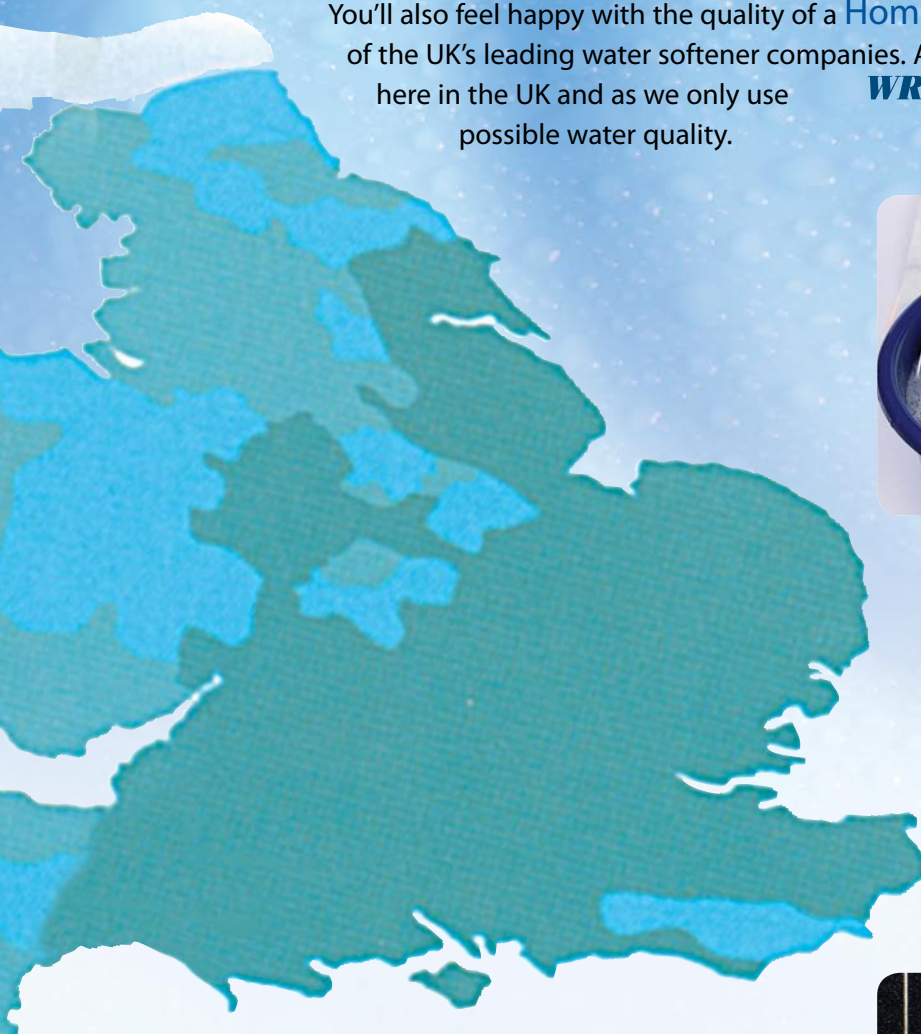 You'll also feel happy with the quality of a Hom
of the UK's leading water softener companies. A
here in the UK and as we only use WR
possible water quality.